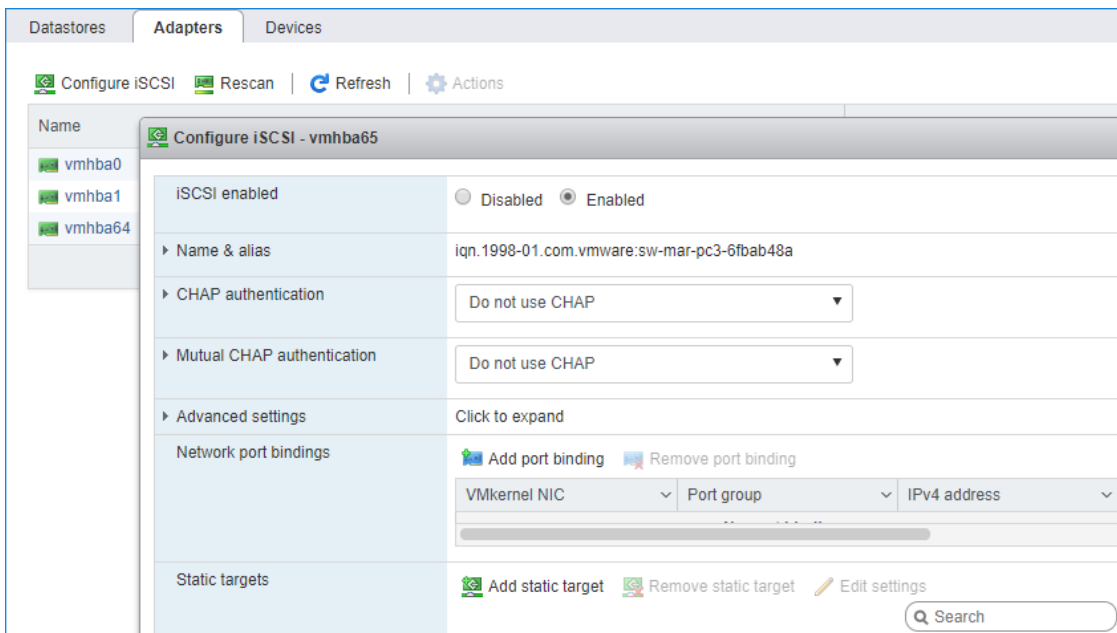 Datastores Adapters Devices
Configure iSCSI Rescan Refresh Actions
Name
Configure iSCSI - vmhba65
vmhba0
vmhba1
vmhba64
iSCSI enabled Disabled Enabled
Name & alias iqn.1998-01.com.vmware:sw-mar-pc3-6fbab48a
CHAP authentication Do not use CHAP
Mutual CHAP authentication Do not use CHAP
Advanced settings Click to expand
Network port bindings Add port binding Remove port binding
VMkernel NIC Port group IPv4 address
Static targets Add static target Remove static target Edit settings
Search